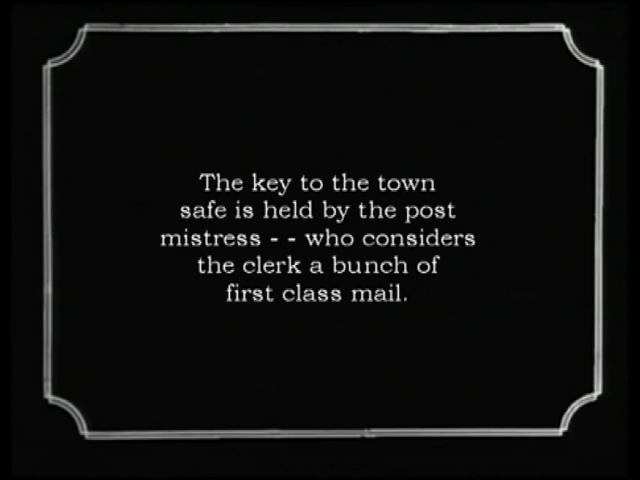 The key to the town
safe is held by the post
mistress - - who considers
the clerk a bunch of
first class mail.